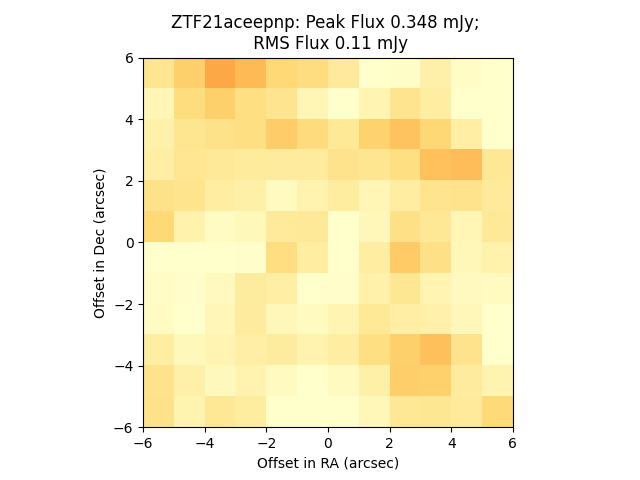 ZTF21aceepnp: Peak Flux 0.348 mJy;
RMS Flux 0.11 mJy
6
4
2
0
−2
−4
−6
Offset in Dec (arcsec)
−6 −4 −2 0 2 4 6
Offset in RA (arcsec)